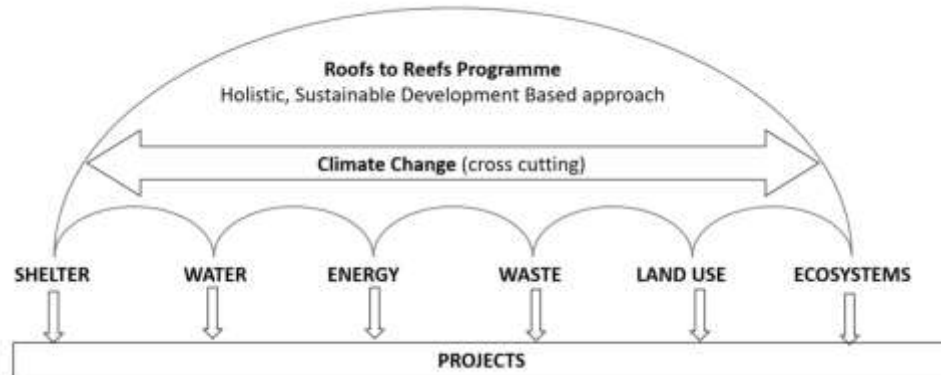 Roofs to Reefs Programme
Holistic, Sustainable Development Based approach
Climate Change (cross cutting)
SHELTER WATER ENERGY WASTE LAND USE ECOSYSTEMS
PROJECTS